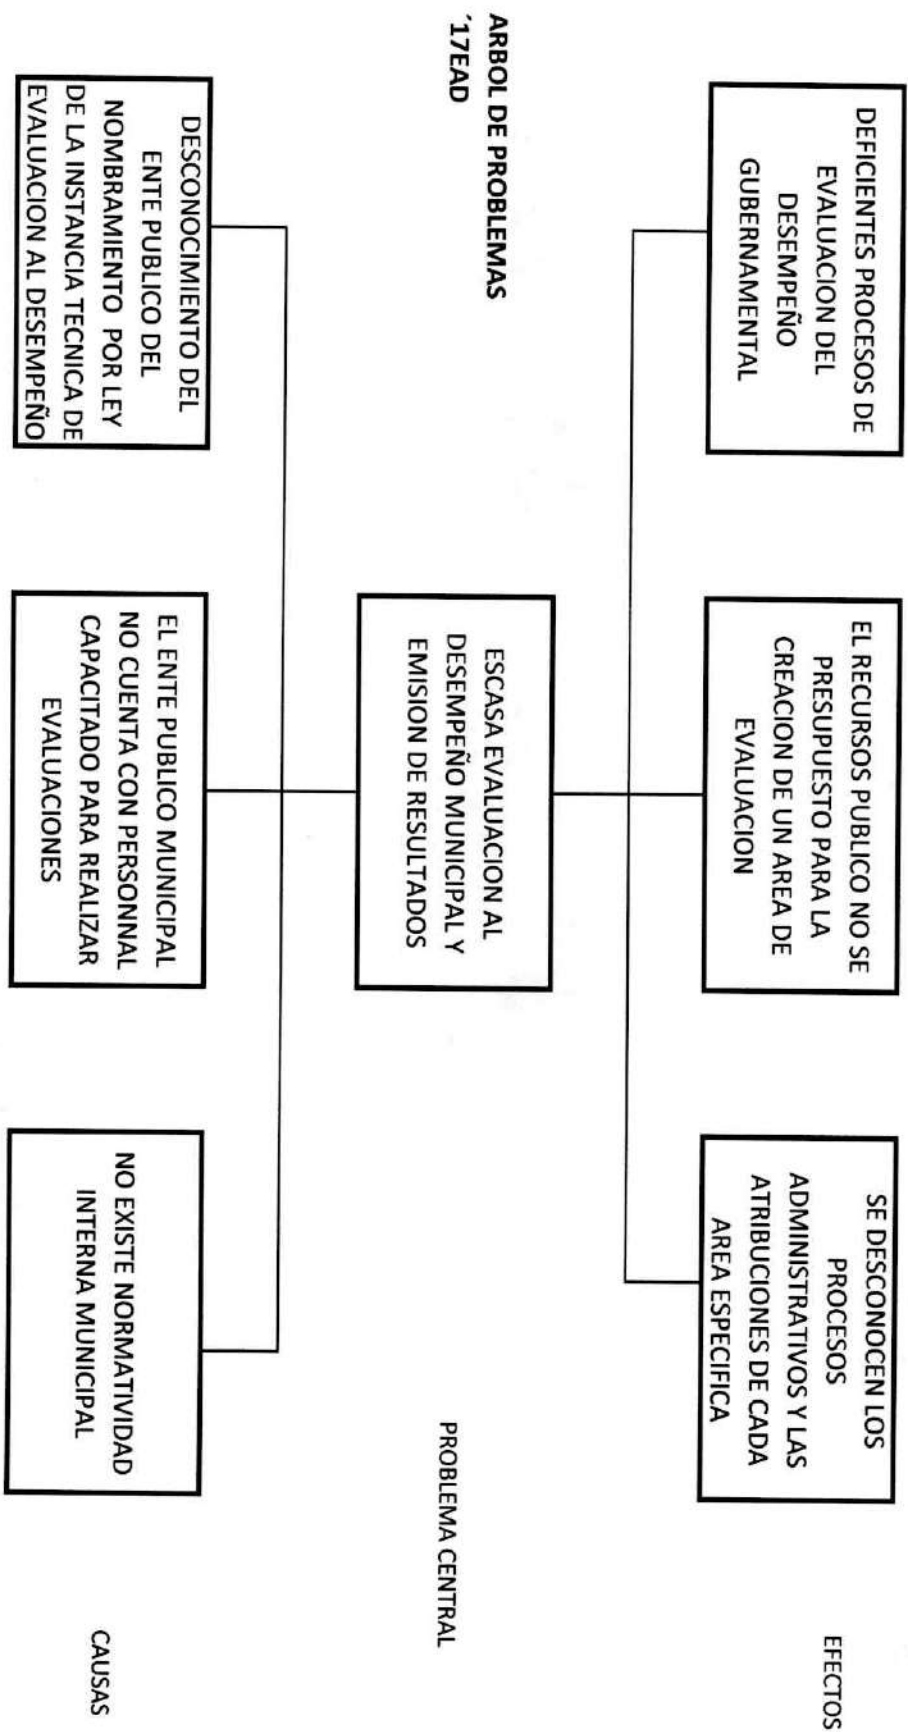 DEFICIENTES PROCESOS DE
EVALUACION DEL
DESEMPEÑO
GUBERNAMENTAL
EL RECURSOS PUBLICO NO SE
PRESUPUESTO PARA LA
CREACION DE UN AREA DE
EVALUACION
SE DESCONOCEN LOS
PROCESOS
ADMINISTRATIVOS Y LAS
ATRIBUCIONES DE CADA
AREA ESPECIFICA
EFECTOS
ARBOL DE PROBLEMAS
´17EAD
ESCASA EVALUACION AL
DESEMPEÑO MUNICIPAL Y
EMISION DE RESULTADOS
PROBLEMA CENTRAL
DESCONOCIMIENTO DEL
ENTE PUBLICO DEL
NOMBRAMIENTO POR LEY
DE LA INSTANCIA TECNICA DE
EVALUACION AL DESEMPEÑO
EL ENTE PUBLICO MUNICIPAL
NO CUENTA CON PERSONNAL
CAPACITADO PARA REALIZAR
EVALUACIONES
NO EXISTE NORMATIVIDAD
INTERNA MUNICIPAL
CAUSAS